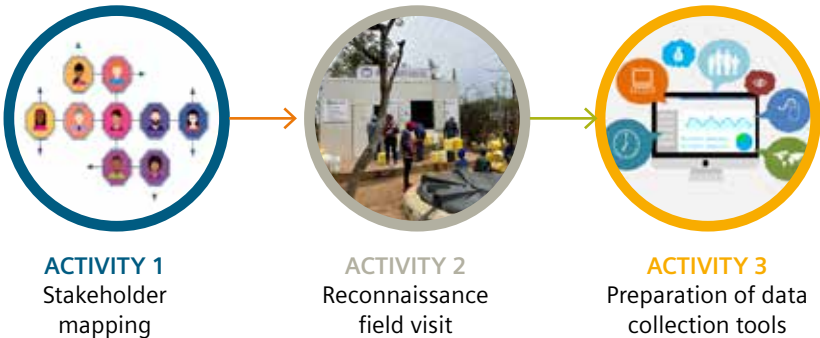 ACTIVITY 1
Stakeholder
mapping
ACTIVITY 2
Reconnaissance
field visit
ACTIVITY 3
Preparation of data
collection tools